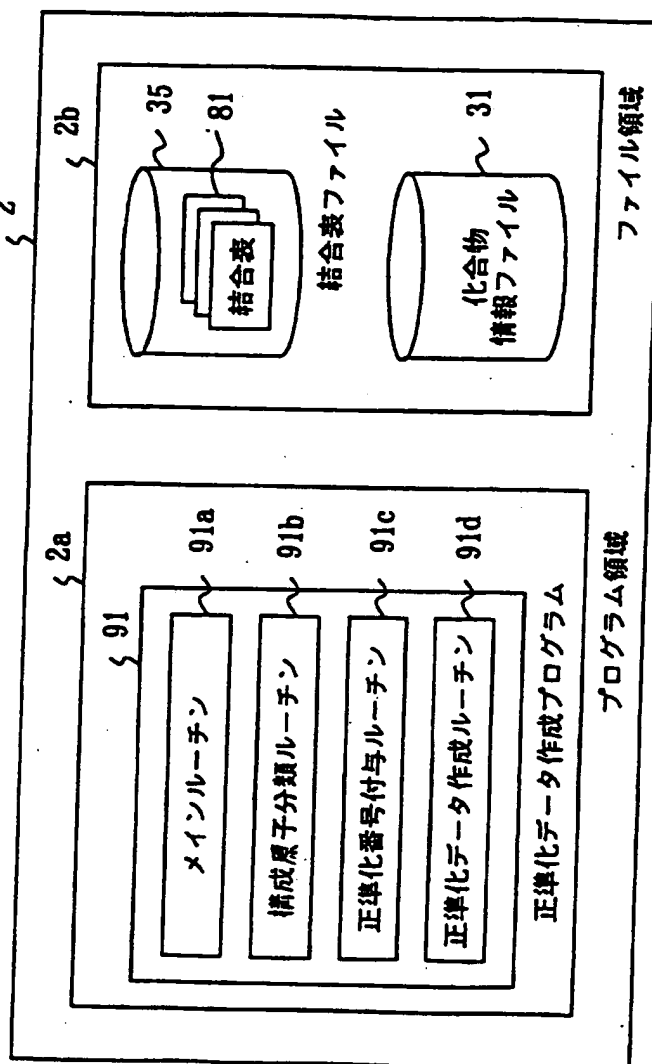 2
2a
91
メインルーチン
91a
構成原子分類ルーチン
91b
正準化番号付与ルーチン
91c
正準化データ作成ルーチン
91d
正準化データ作成プログラム
プログラム領域
2b
35
結合表
81
結合表ファイル
化合物
情報ファイル
31
ファイル領域